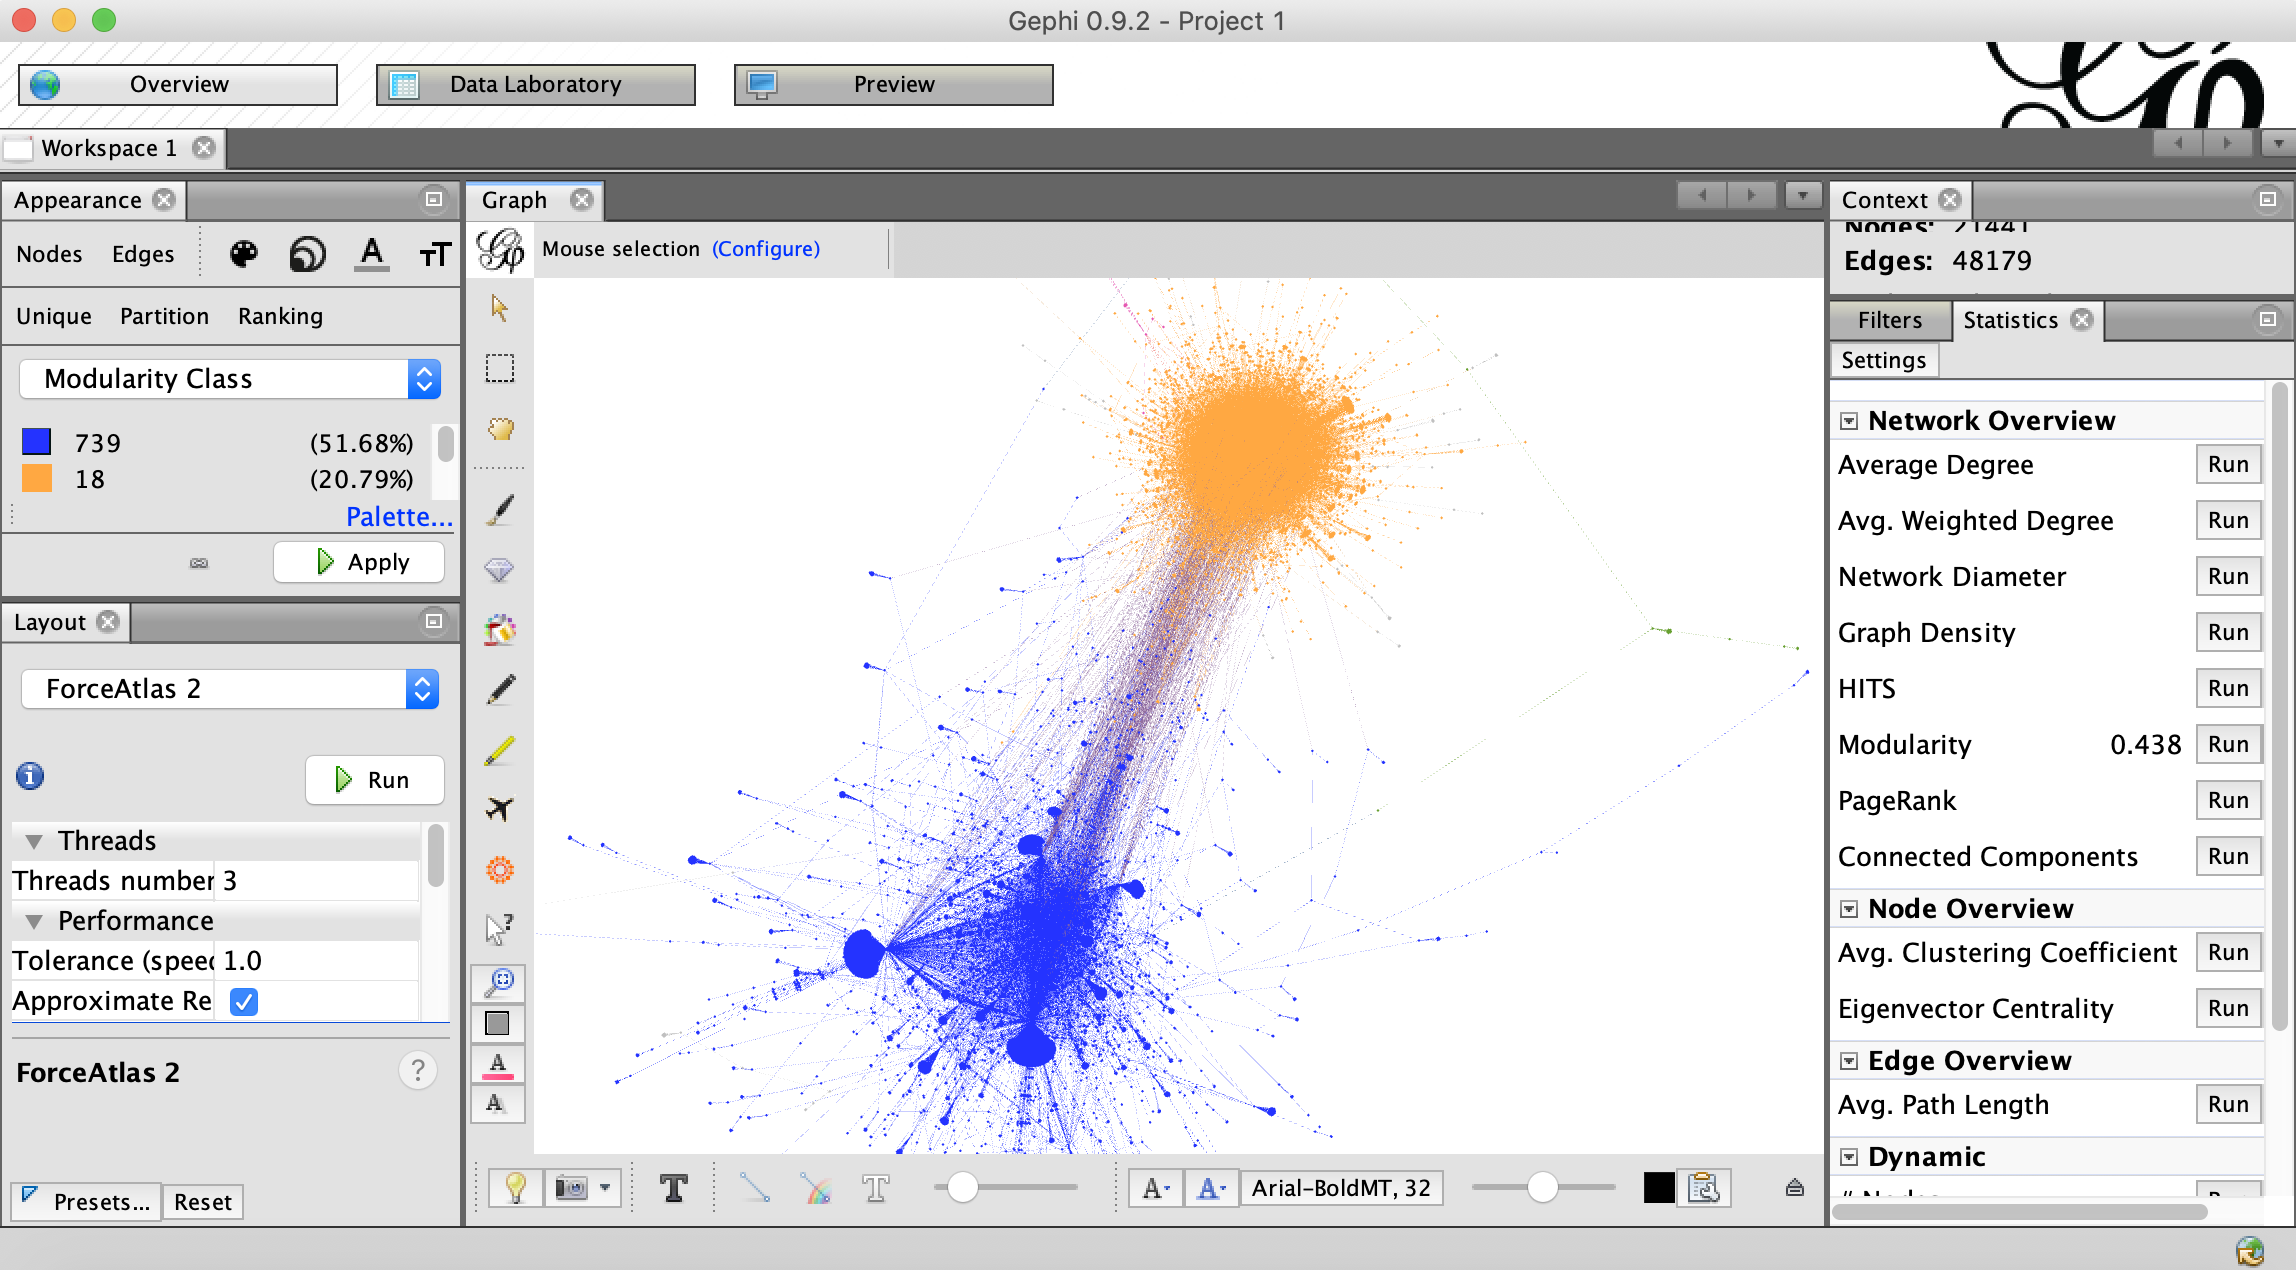 Gephi 0.9.2 - Project 1
Overview
Data Laboratory
Preview
Workspace 1
Appearance
Nodes Edges
Unique Partition Ranking
Modularity Class
739 (51.68%)
18 (20.79%)
Palette...
Apply
Layout
ForceAtlas 2
Run
Threads
Threads number 3
Performance
Tolerance (speed 1.0
Approximate Re
ForceAtlas 2
Presets... Reset
Graph
Mouse selection (Configure)
Arial-BoldMT, 32
Context
Nodes: 21441
Edges: 48179
Filters Statistics
Settings
Network Overview
Average Degree Run
Avg. Weighted Degree Run
Network Diameter Run
Graph Density Run
HITS Run
Modularity 0.438 Run
PageRank Run
Connected Components Run
Node Overview
Avg. Clustering Coefficient Run
Eigenvector Centrality Run
Edge Overview
Avg. Path Length Run
Dynamic